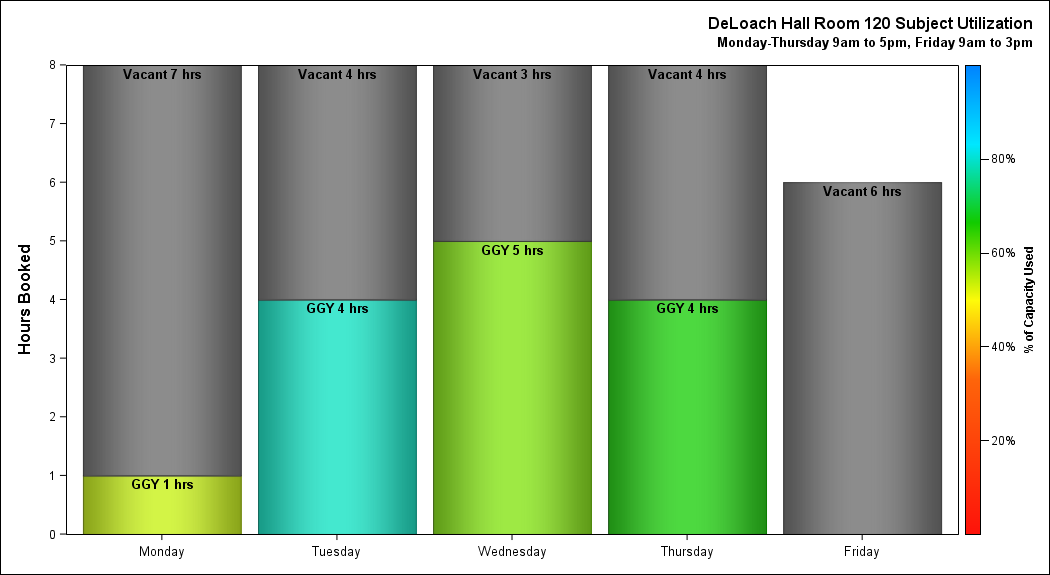 DeLoach Hall Room 120 Subject Utilization
Monday-Thursday 9am to 5pm, Friday 9am to 3pm
Hours Booked
8
7
6
5
4
3
2
1
0
Vacant 7 hrs
GGY 1 hrs
Vacant 4 hrs
GGY 4 hrs
Vacant 3 hrs
GGY 5 hrs
Vacant 4 hrs
GGY 4 hrs
Vacant 6 hrs
Monday
Tuesday
Wednesday
Thursday
Friday
80%
60%
40%
20%
% of Capacity Used